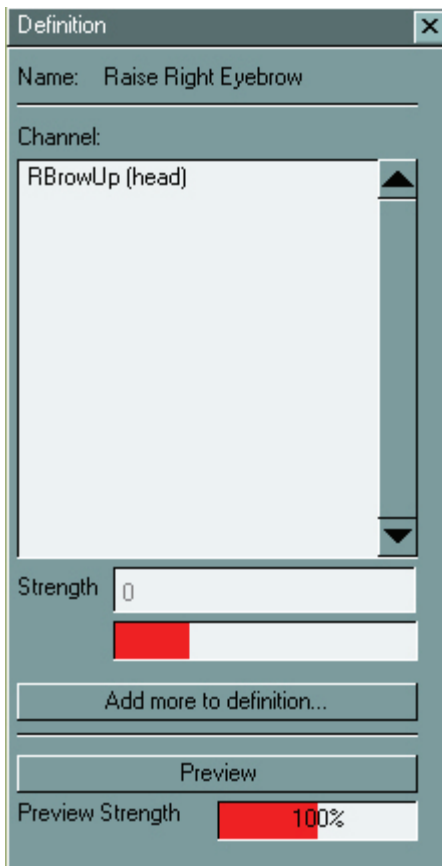 Definition
Name: Raise Right Eyebrow
Channel:
RBrowUp (head)
Strength 0
Add more to definition...
Preview
Preview Strength 100%